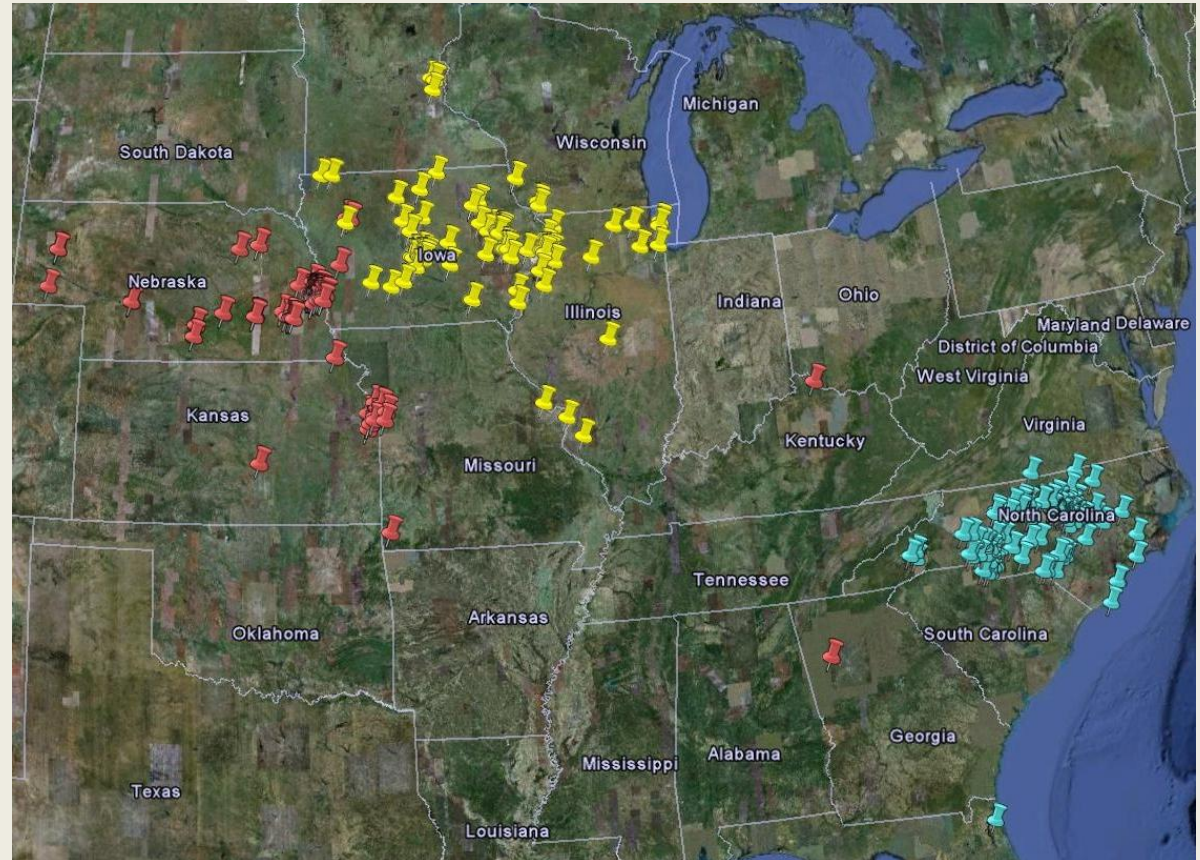 Michigan
Wisconsin
South Dakota
Iowa
Nebraska
Indiana
Ohio
Illinois
Maryland Delaware
District of Columbia
West Virginia
Kansas
Virginia
Kentucky
Missouri
North Carolina
Tennessee
Arkansas
Oklahoma
South Carolina
Georgia
Alabama
Mississippi
Texas
Louisiana